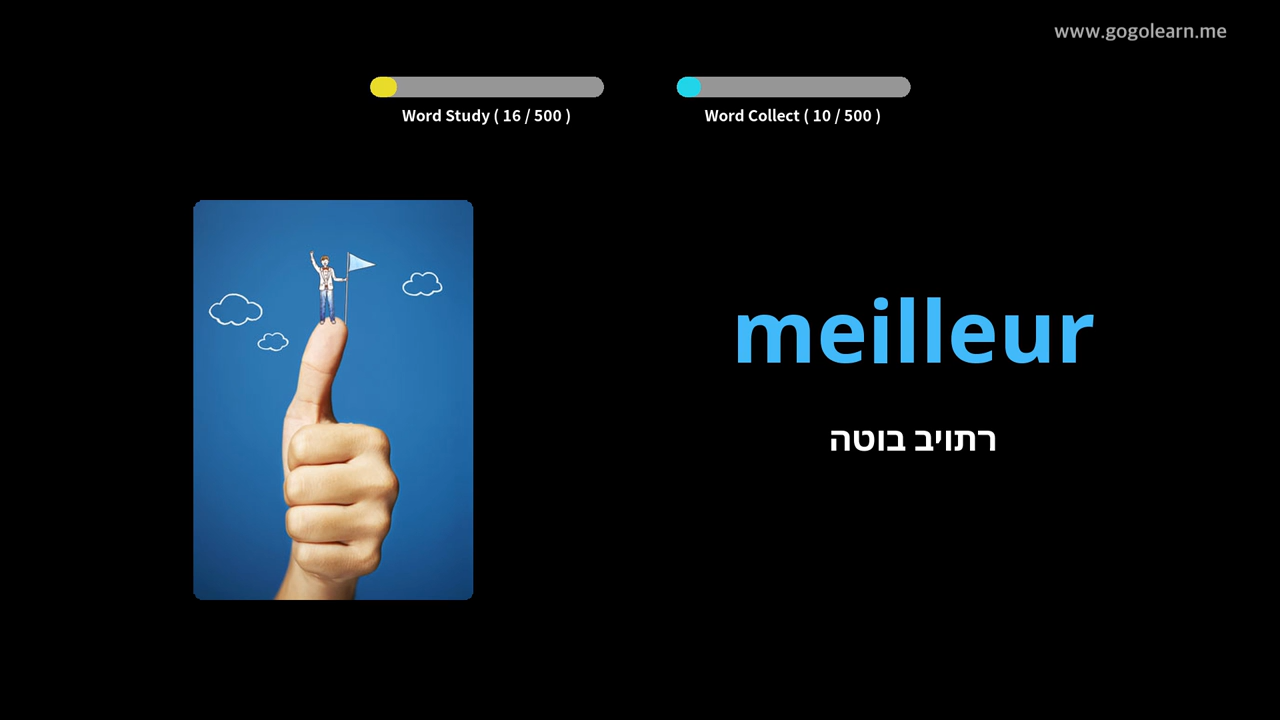 www.gogolearn.me
Word Study ( 16 / 500 )
Word Collect ( 10 / 500 )
meilleur
רתויב בוטה